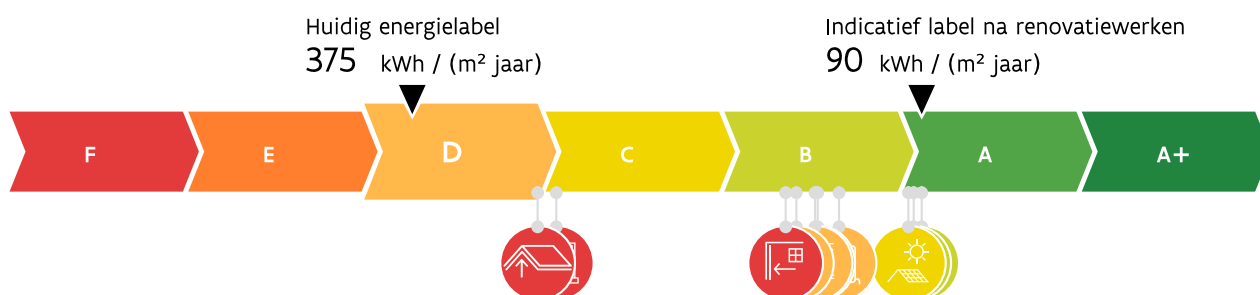 Huidig energielabel
375 kWh / (m² jaar)
Indicatief label na renovatiewerken
90 kWh / (m² jaar)
F E D C B A A+